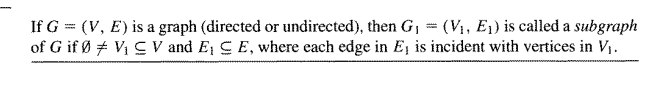 If G = (V, E) is a graph (directed or undirected), then G₁ = (V₁, E₁) is called a subgraph
of G if ∅ ≠ V₁ ⊆ V and E₁ ⊆ E, where each edge in E₁ is incident with vertices in V₁.